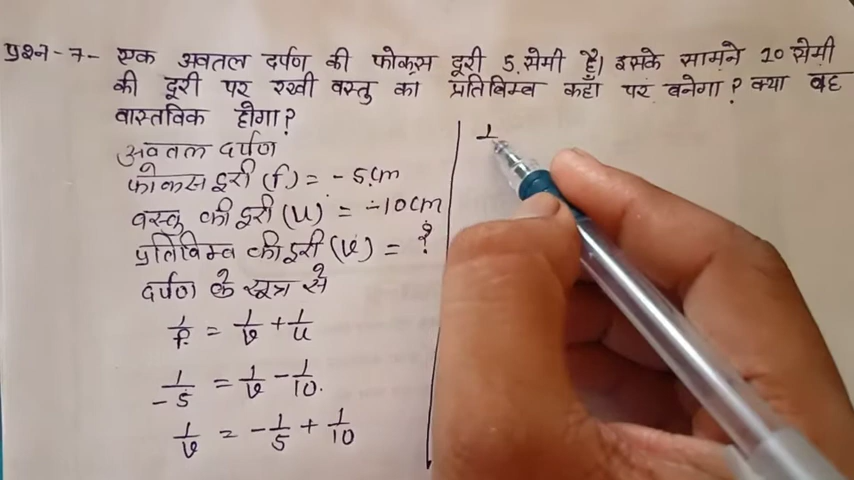 प्रश्न-7- एक अवतल दर्पण की फोकस दूरी 5 सेमी है। इसके सामने 10 सेमी
की दूरी पर रखी वस्तु का प्रतिबिम्ब कहाँ पर बनेगा? क्या वह
वास्तविक होगा?
अवतल दर्पण
फोकस दूरी (f) = -5cm
वस्तु की दूरी (u) = -10cm
प्रतिबिम्ब की दूरी (v) = ?
दर्पण के सूत्र से
1/f = 1/v + 1/u
1/-5 = 1/v - 1/10
1/v = -1/5 + 1/10
1